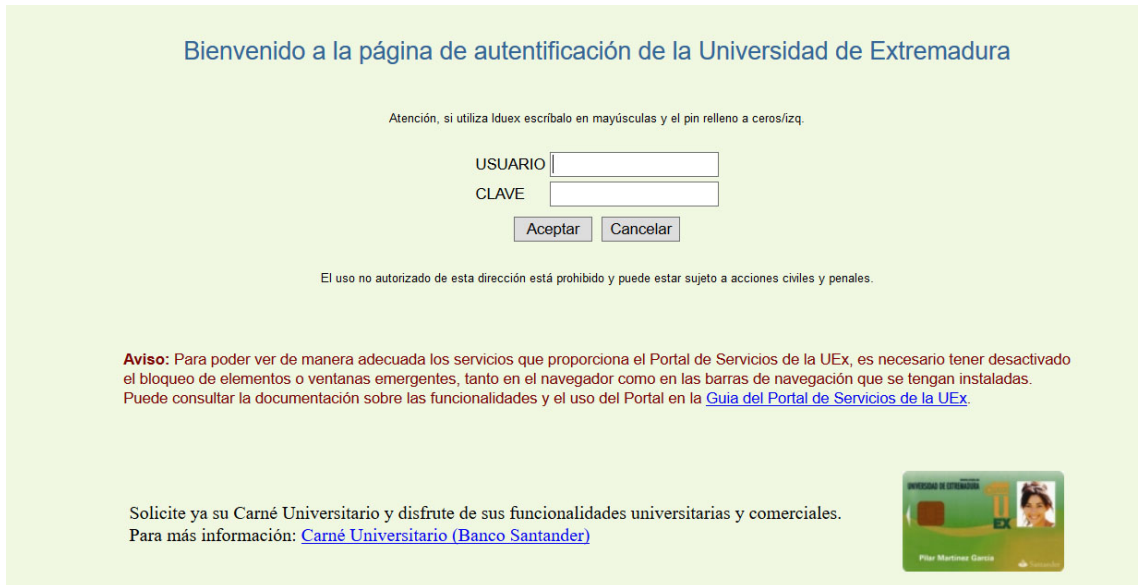 Bienvenido a la página de autentificación de la Universidad de Extremadura
Atención, si utiliza Iduex escríbalo en mayúsculas y el pin relleno a ceros/izq.
USUARIO
CLAVE
Aceptar Cancelar
El uso no autorizado de esta dirección está prohibido y puede estar sujeto a acciones civiles y penales.
Aviso: Para poder ver de manera adecuada los servicios que proporciona el Portal de Servicios de la UEx, es necesario tener desactivado
el bloqueo de elementos o ventanas emergentes, tanto en el navegador como en las barras de navegación que se tengan instaladas.
Puede consultar la documentación sobre las funcionalidades y el uso del Portal en la Guia del Portal de Servicios de la UEx.
Solicite ya su Carné Universitario y disfrute de sus funcionalidades universitarias y comerciales.
Para más información: Carné Universitario (Banco Santander)
UNIVERSIDAD DE EXTREMADURA
UEX
Pilar Martinez Garcia
Santander